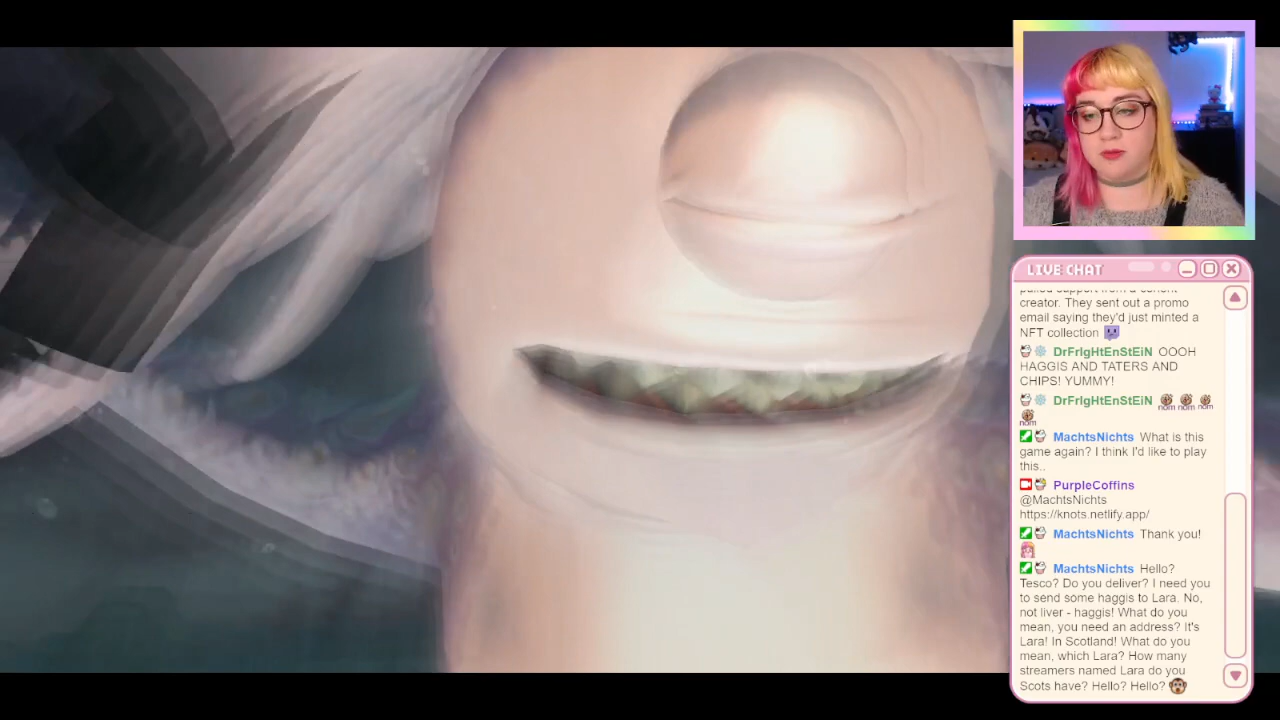 LIVE CHAT
creator. They sent out a promo
email saying they'd just minted a
NFT collection
DrFrIgHtEnStEiN OOOH
HAGGIS AND TATERS AND
CHIPS! YUMMY!
DrFrIgHtEnStEiN nom nom nom
nom
MachtsNichts What is this
game again? I think I'd like to play
this..
PurpleCoffins
@MachtsNichts
https://knots.netlify.app/
MachtsNichts Thank you!
MachtsNichts Hello?
Tesco? Do you deliver? I need you
to send some haggis to Lara. No,
not liver - haggis! What do you
mean, you need an address? It's
Lara! In Scotland! What do you
mean, which Lara? How many
streamers named Lara do you
Scots have? Hello? Hello?